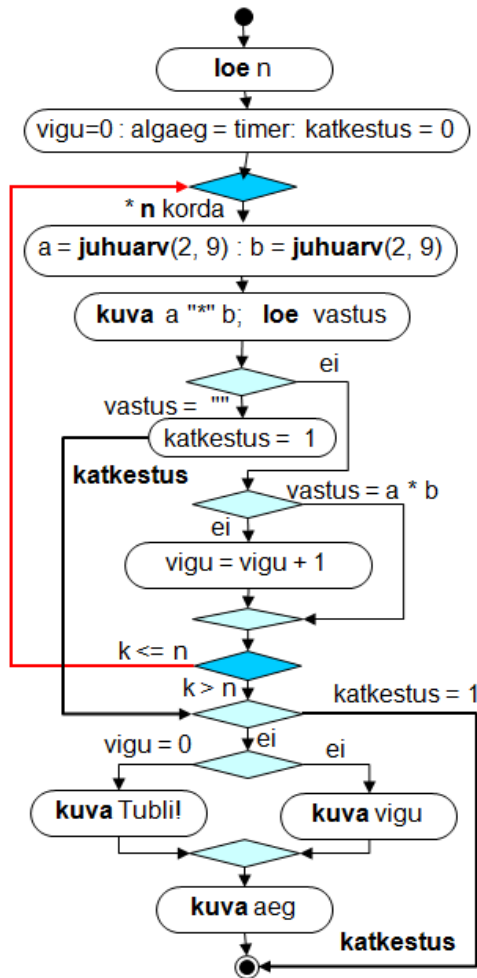 loe n
vigu=0 : algaeg = timer: katkestus = 0
* n korda
a = juhuarv(2, 9) : b = juhuarv(2, 9)
kuva a "*" b; loe vastus
ei
vastus = ""
katkestus = 1
katkestus
vastus = a * b
ei
vigu = vigu + 1
k <= n
k > n
katkestus = 1
ei
vigu = 0
ei
kuva Tubli!
kuva vigu
kuva aeg
katkestus